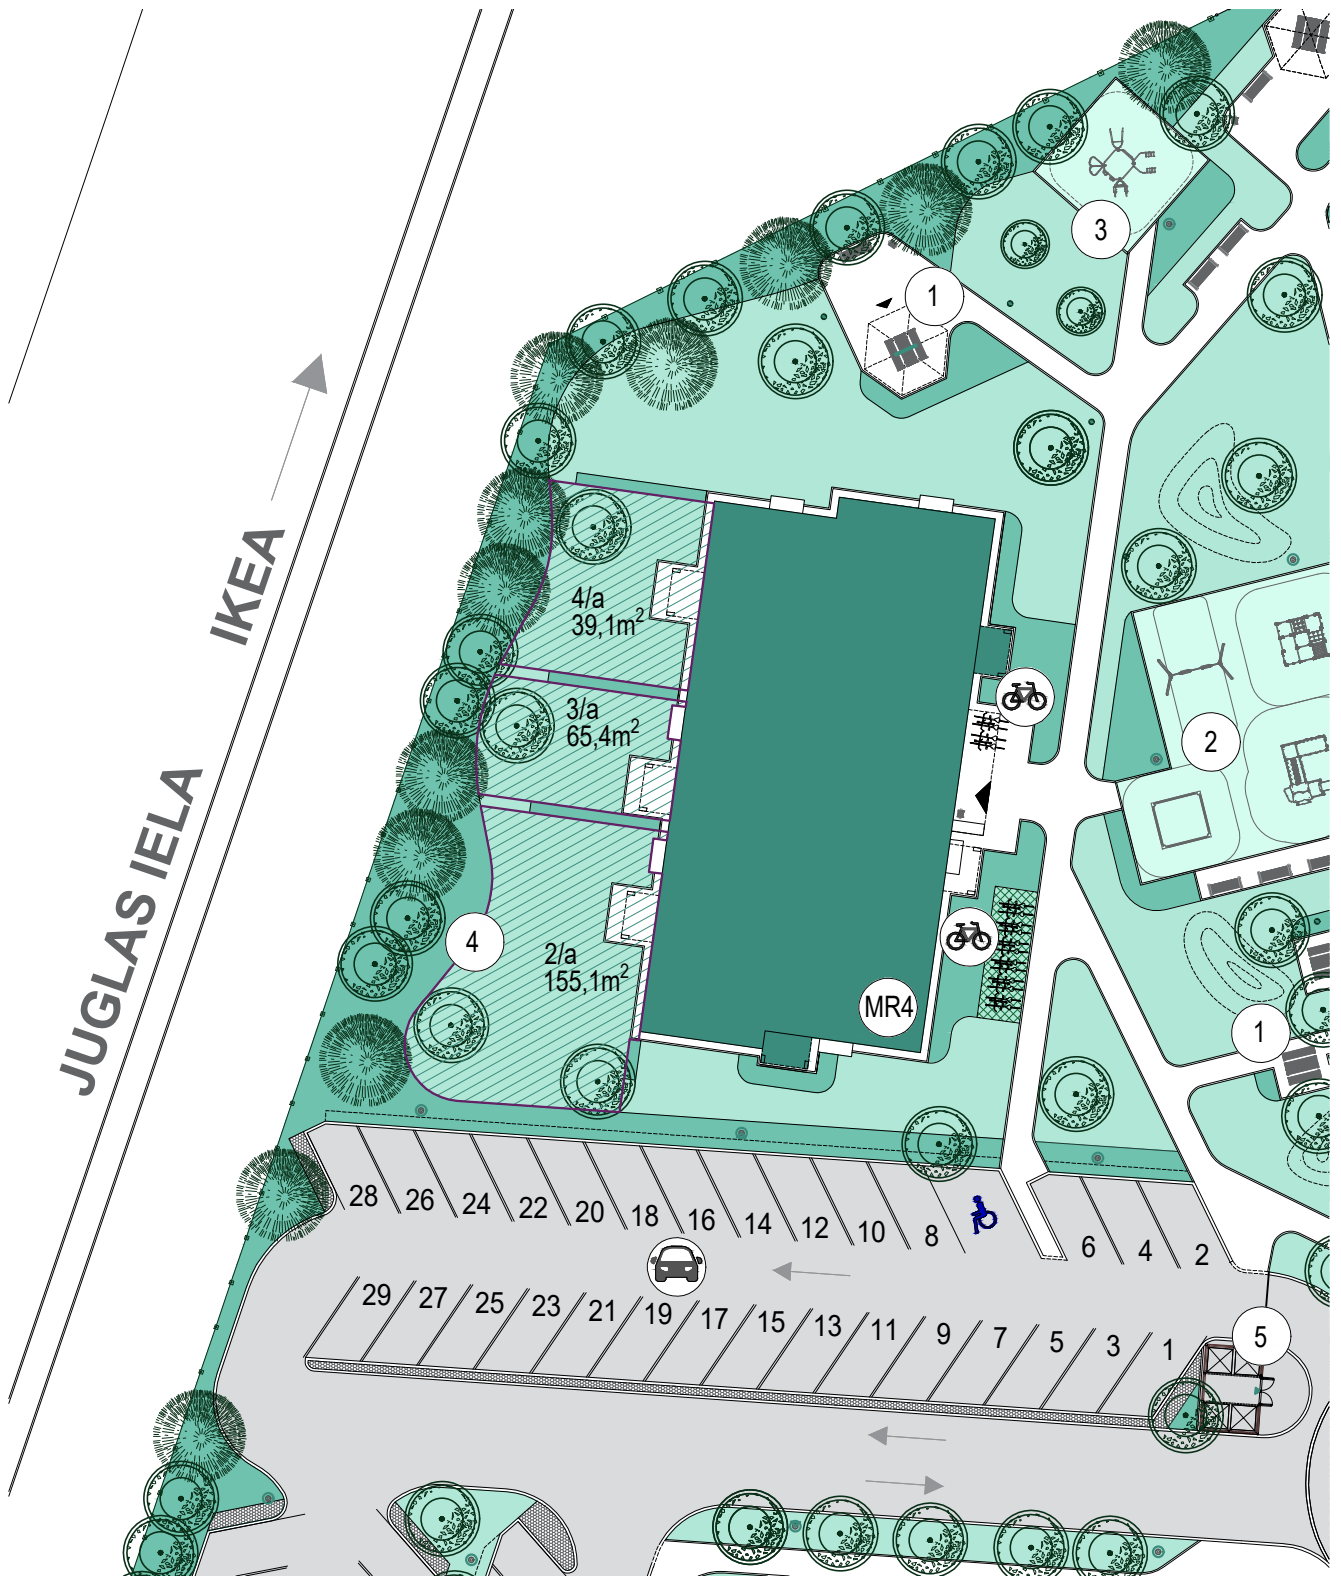 3
1
IKEA
4/a
39,1m²
3/a
65,4m²
2
JUGLAS IELA
4
2/a
155,1m²
MR4
1
28 26 24 22 20 18 16 14 12 10 8 6 4 2
29 27 25 23 21 19 17 15 13 11 9 7 5 3 1
5